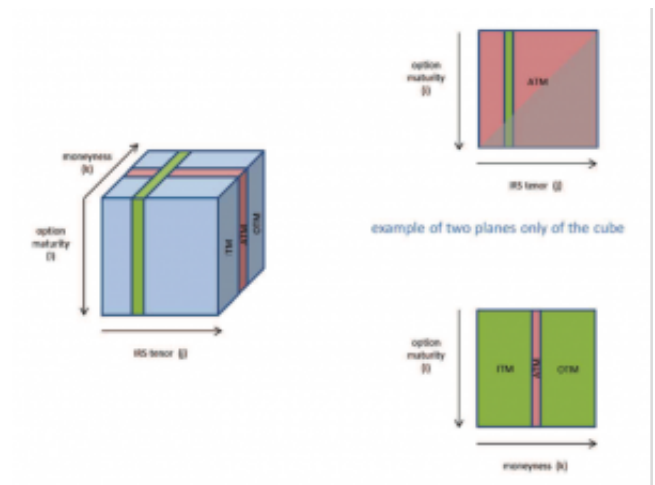 option
maturity
(i)
ATM
IRS tenor (j)
moneyness
(k)
option
maturity
(i)
ITM
ATM
OTM
IRS tenor (j)
example of two planes only of the cube
option
maturity
(i)
ITM
ATM
OTM
moneyness (k)